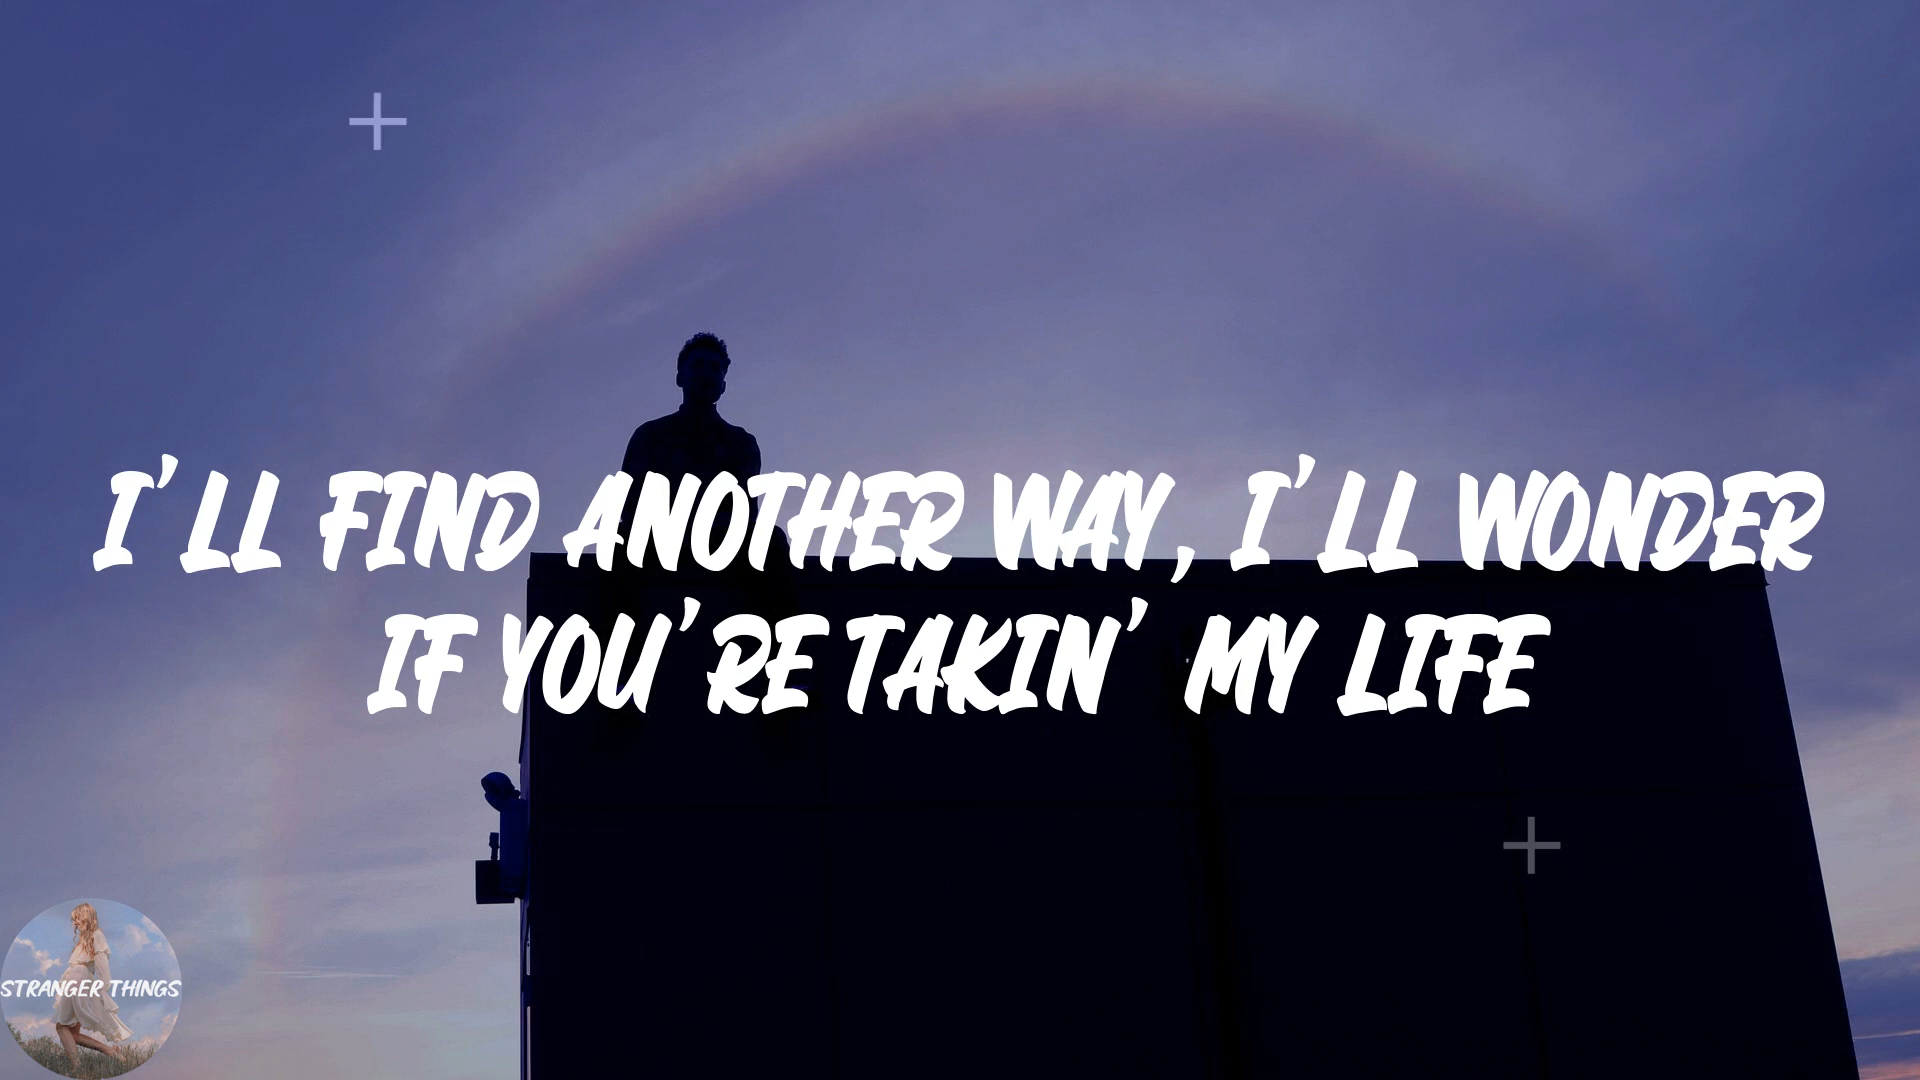 I'LL FIND ANOTHER WAY, I'LL WONDER
IF YOU'RE TAKIN' MY LIFE
STRANGER THINGS